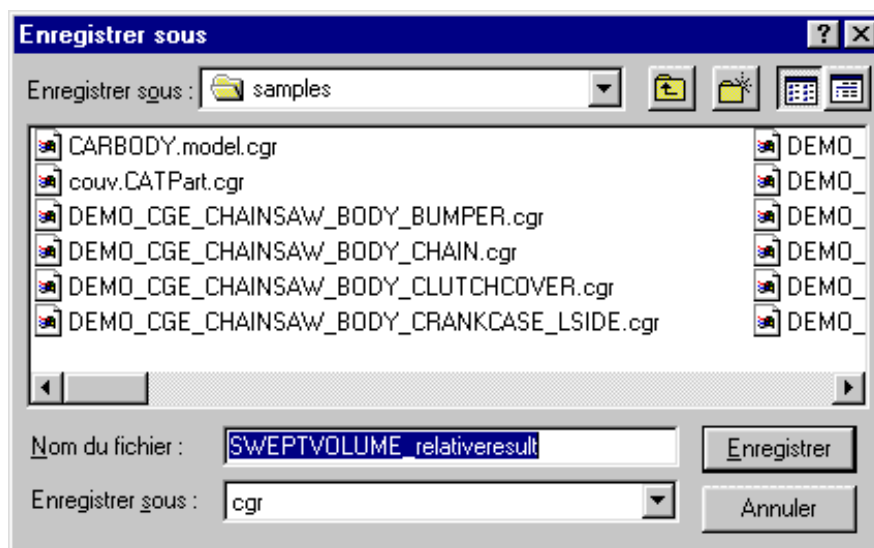 Enregistrer sous
Enregistrer sous : samples
CARBODY.model.cgr
couv.CATPart.cgr
DEMO_CGE_CHAINSAW_BODY_BUMPER.cgr
DEMO_CGE_CHAINSAW_BODY_CHAIN.cgr
DEMO_CGE_CHAINSAW_BODY_CLUTCHCOVER.cgr
DEMO_CGE_CHAINSAW_BODY_CRANKCASE_LSIDE.cgr
DEMO_
DEMO_
DEMO_
DEMO_
DEMO_
DEMO_
Nom du fichier : SWEPTVOLUME_relativeresult Enregistrer
Enregistrer sous : cgr Annuler